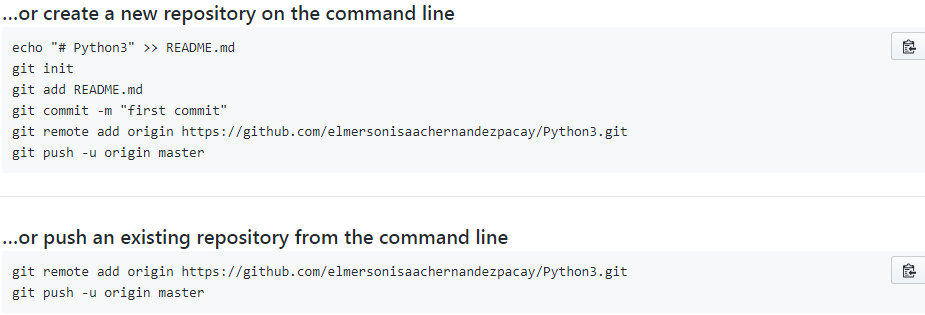 ...or create a new repository on the command line
echo "# Python3" >> README.md
git init
git add README.md
git commit -m "first commit"
git remote add origin https://github.com/elmersonisaachernandezpacay/Python3.git
git push -u origin master
...or push an existing repository from the command line
git remote add origin https://github.com/elmersonisaachernandezpacay/Python3.git
git push -u origin master